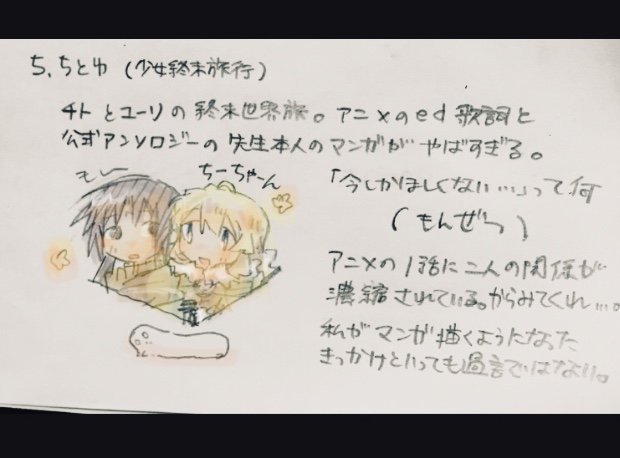 5. ちとゆ（少女終末旅行）
チトとユーリの終末世界旅。アニメのed歌詞と
公式アンソロジーの先生本人のマンガがやばすぎる。
もー
ちーちゃん
「今しかほしくない…」って何
（もんぜつ）
アニメの1話に二人の関係が
濃縮されている。からみてくれ…。
私がマンガ描くようになった
きっかけといっても過言ではない。